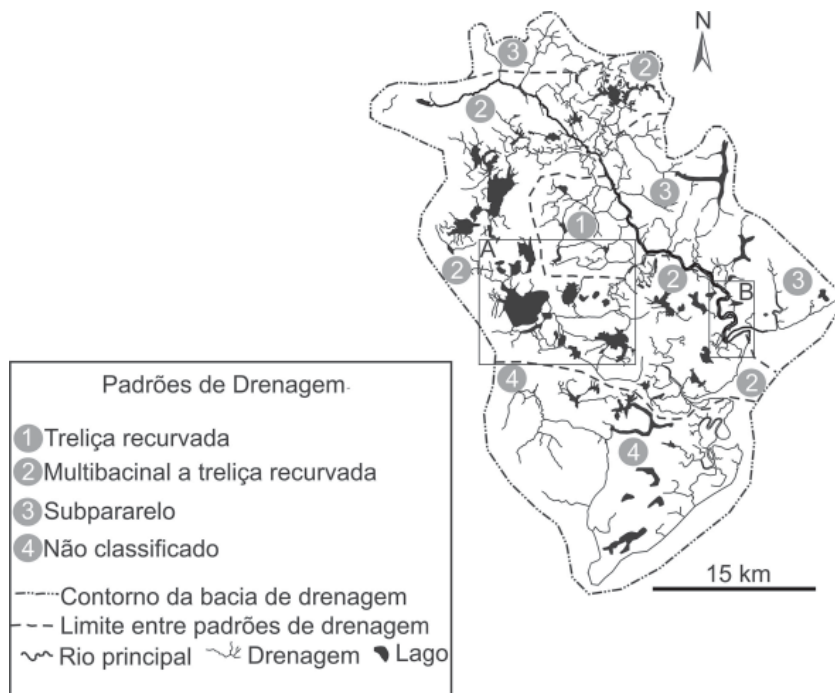 N
3
2
2
3
1
A
2
2
B
3
4
2
4
15 km
Padrões de Drenagem
1 Treliça recurvada
2 Multibacinal a treliça recurvada
3 Subpararelo
4 Não classificado
Contorno da bacia de drenagem
Limite entre padrões de drenagem
Rio principal Drenagem Lago